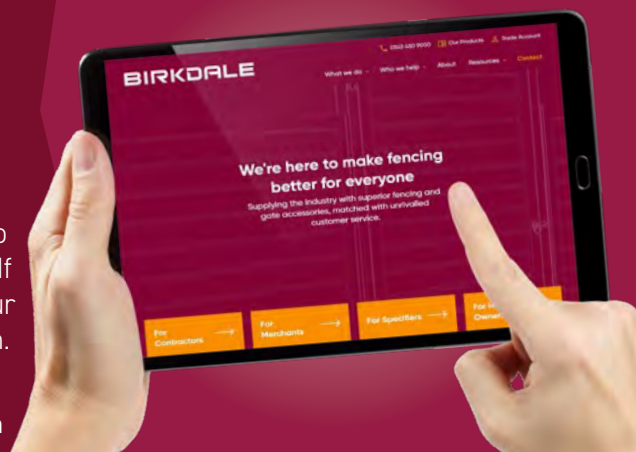 Our Products Trade Account
BIRKDALE
What we do Who we help About Resources Contact
We're here to make fencing
better for everyone
Supplying the industry with superior fencing and
gate accessories, matched with unrivalled
customer service.
For
Contractors
For
Merchants
For Specifiers
For